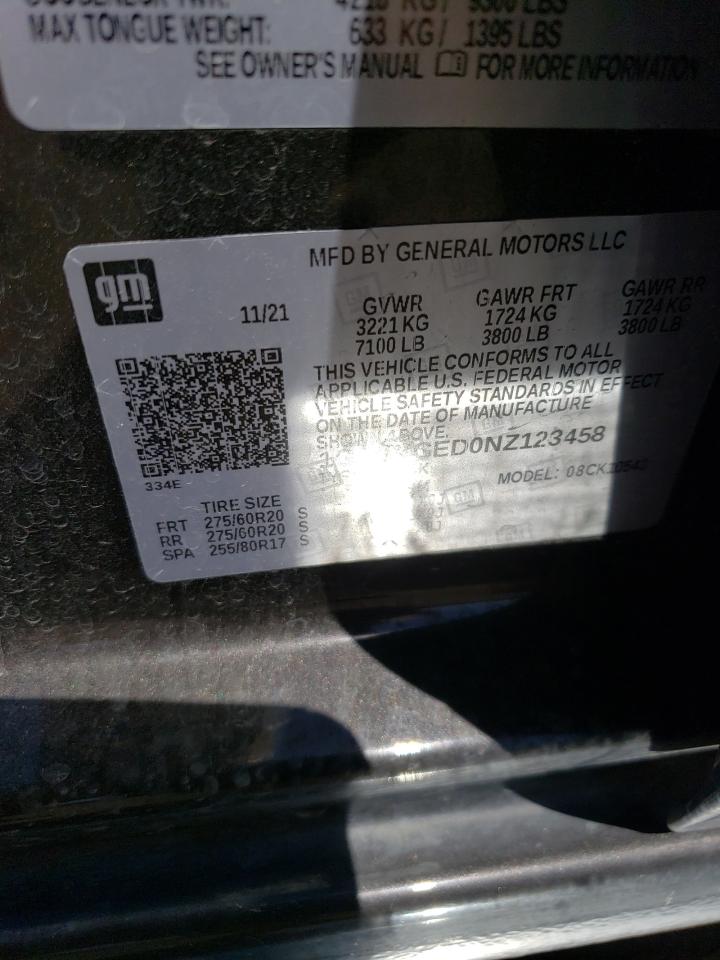 MAX TONGUE WEIGHT: 633 KG / 1395 LBS
SEE OWNER'S MANUAL FOR MORE INFORMATION
gm
MFD BY GENERAL MOTORS LLC
11/21
GVWR GAWR FRT GAWR RR
3221 KG 1724 KG 1724 KG
7100 LB 3800 LB 3800 LB
THIS VEHICLE CONFORMS TO ALL
APPLICABLE U.S. FEDERAL MOTOR
VEHICLE SAFETY STANDARDS IN EFFECT
ON THE DATE OF MANUFACTURE
SHOWN ABOVE.
GED0NZ123458
334E
MODEL:
TIRE SIZE
FRT 275/60R20 S
RR 275/60R20 S
SPA 255/80R17 S